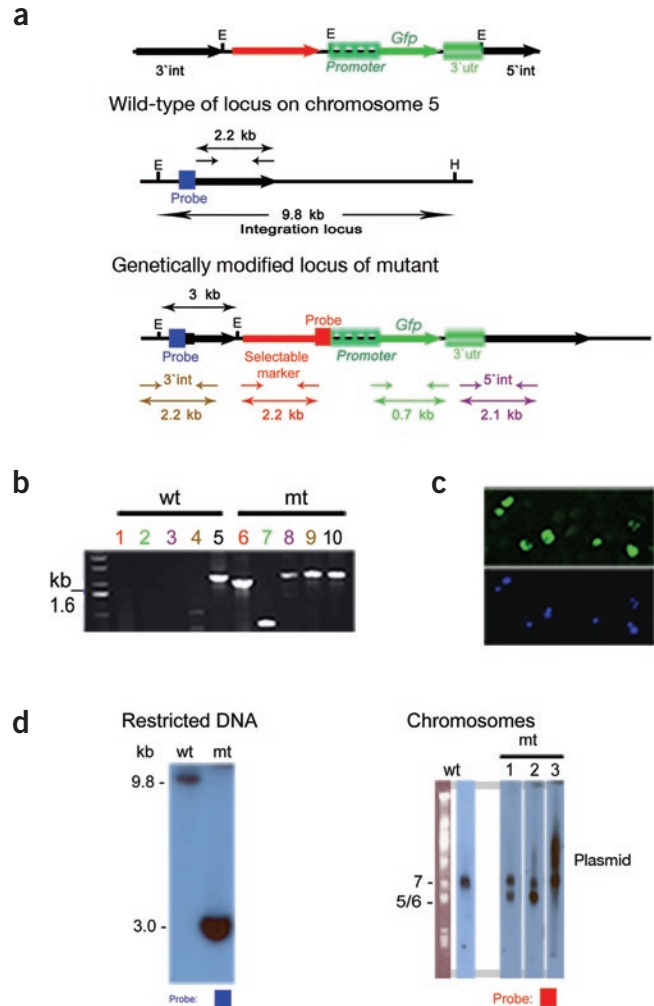 a
E E Gfp E
3`int Promoter 3`utr 5`int
Wild-type of locus on chromosome 5
2.2 kb
E H
Probe
9.8 kb
Integration locus
Genetically modified locus of mutant
3 kb
E E Probe Gfp
Probe Selectable marker Promoter 3`utr
3`int 5`int
2.2 kb 2.2 kb 0.7 kb 2.1 kb
b
wt mt
1 2 3 4 5 6 7 8 9 10
kb
1.6
c
d
Restricted DNA
kb wt mt
9.8 -
3.0 -
Probe:
Chromosomes
mt
wt 1 2 3
Plasmid
7 -
5/6 -
Probe: